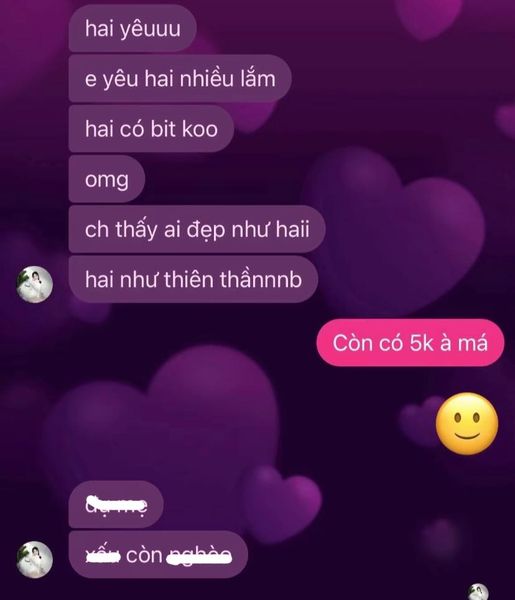 hai yêuuu
e yêu hai nhiều lắm
hai có bit koo
omg
ch thấy ai đẹp như haii
hai như thiên thầnnnb
Còn có 5k à má
còn